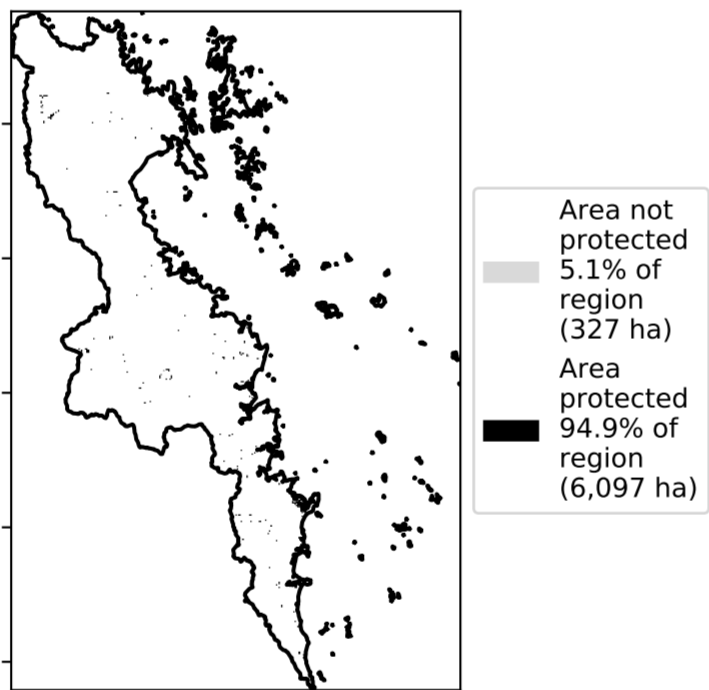 Area not
protected
5.1% of
region
(327 ha)
Area
protected
94.9% of
region
(6,097 ha)